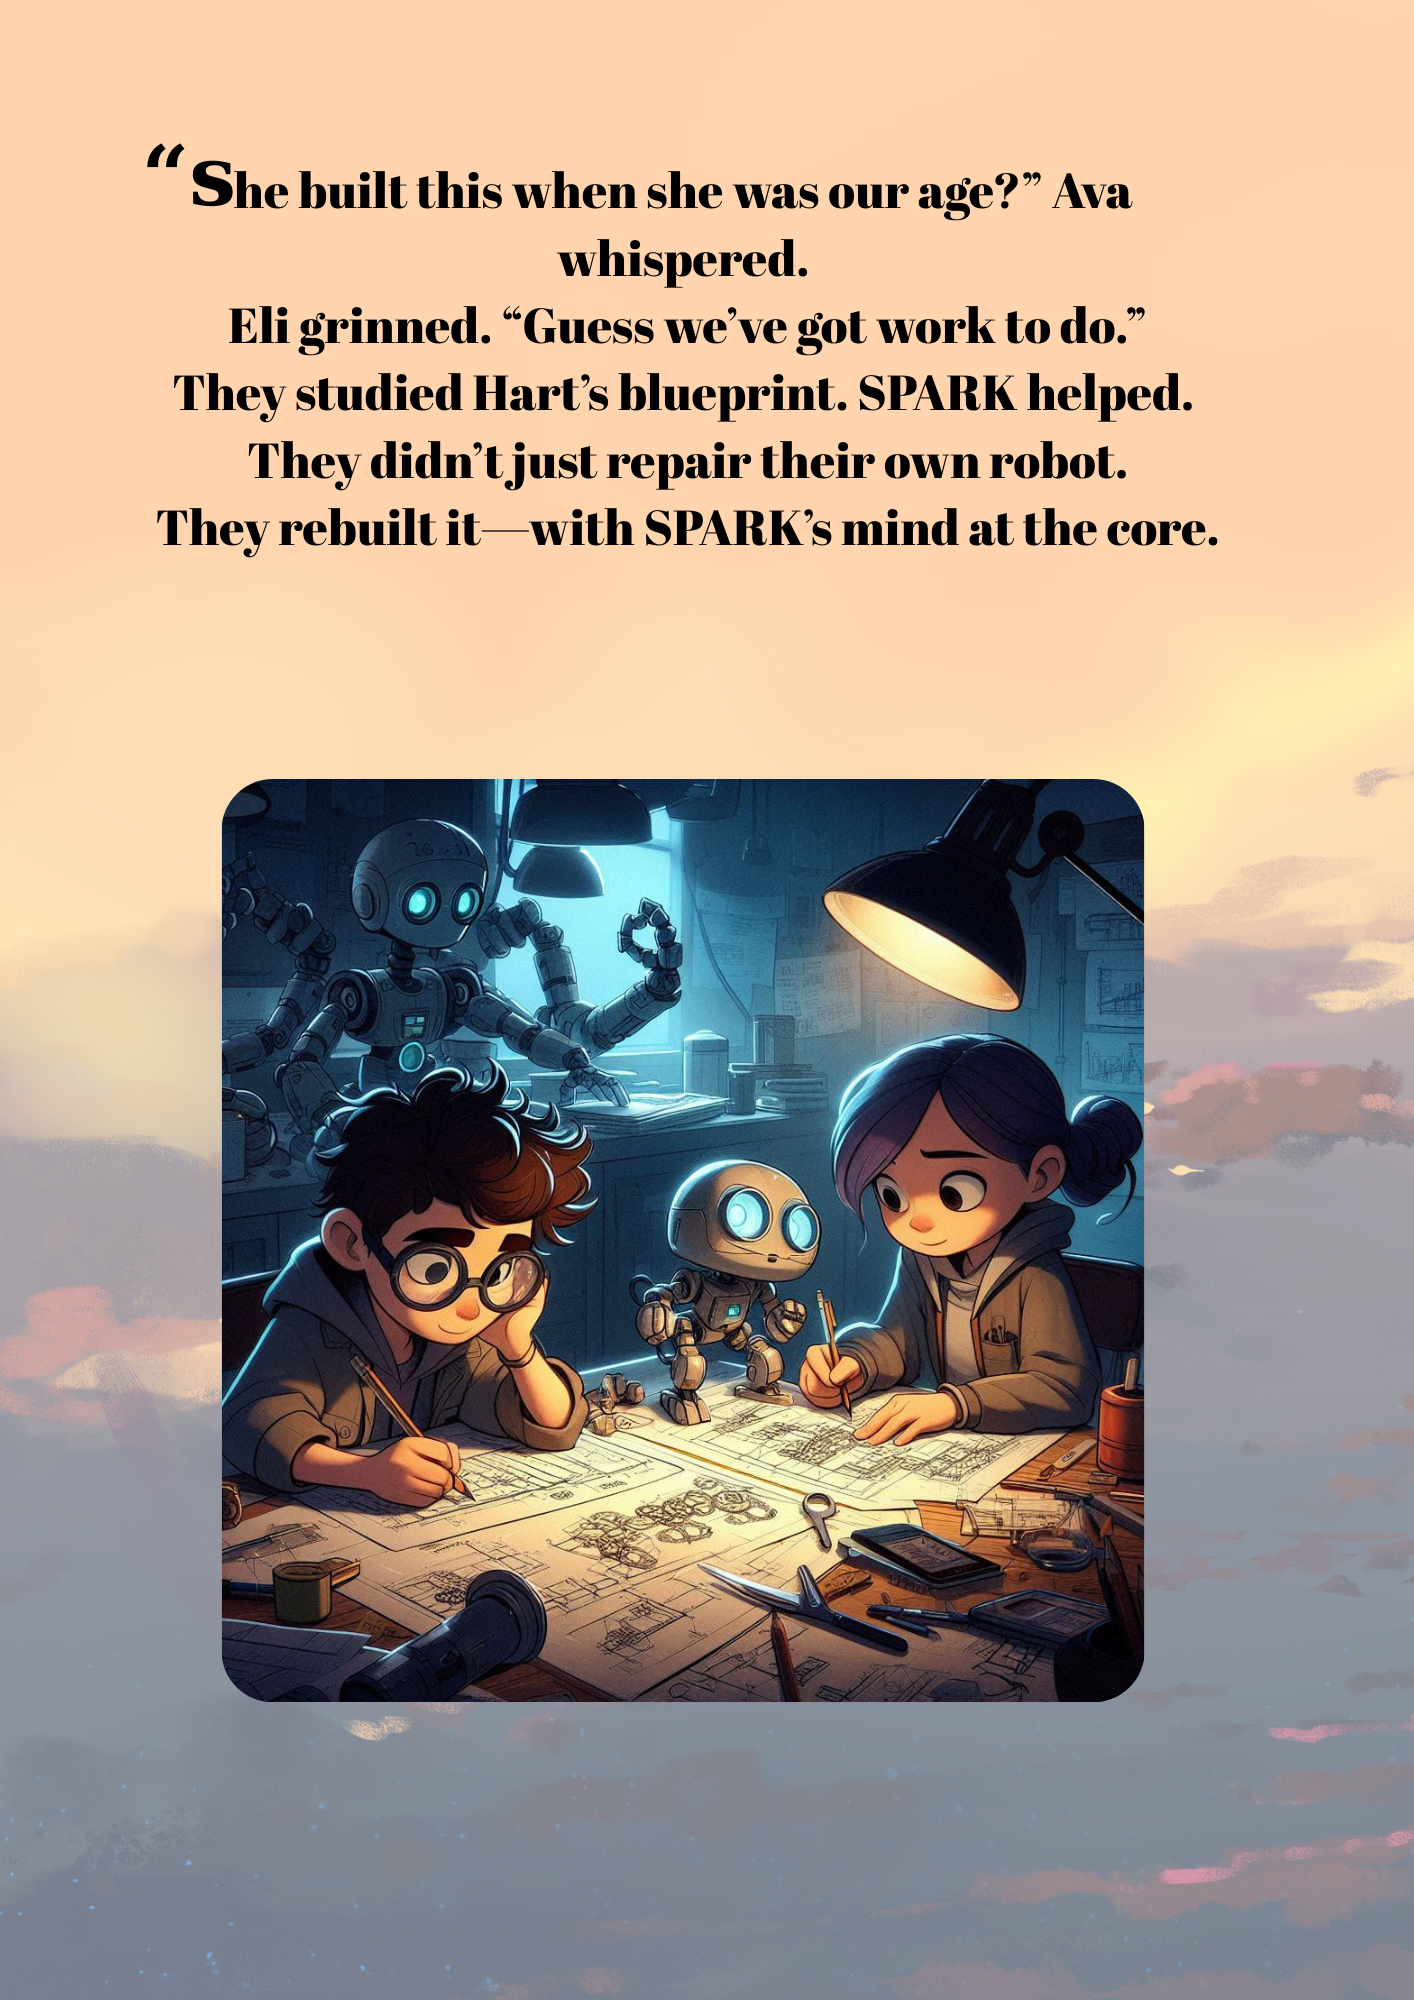 “She built this when she was our age?” Ava
whispered.
Eli grinned. “Guess we’ve got work to do.”
They studied Hart’s blueprint. SPARK helped.
They didn’t just repair their own robot.
They rebuilt it—with SPARK’s mind at the core.